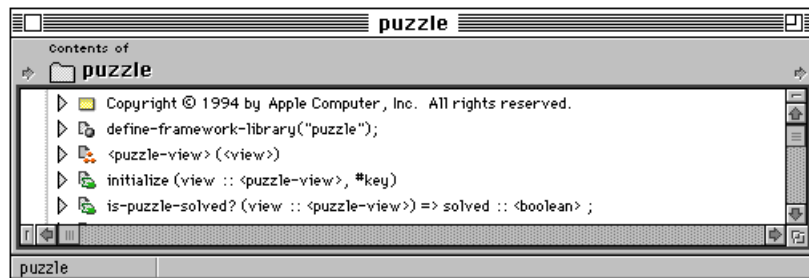 puzzle
Contents of
puzzle
Copyright © 1994 by Apple Computer, Inc. All rights reserved.
define-framework-library("puzzle");
<puzzle-view> (<view>)
initialize (view :: <puzzle-view>, #key)
is-puzzle-solved? (view :: <puzzle-view>) => solved :: <boolean> ;
r
puzzle